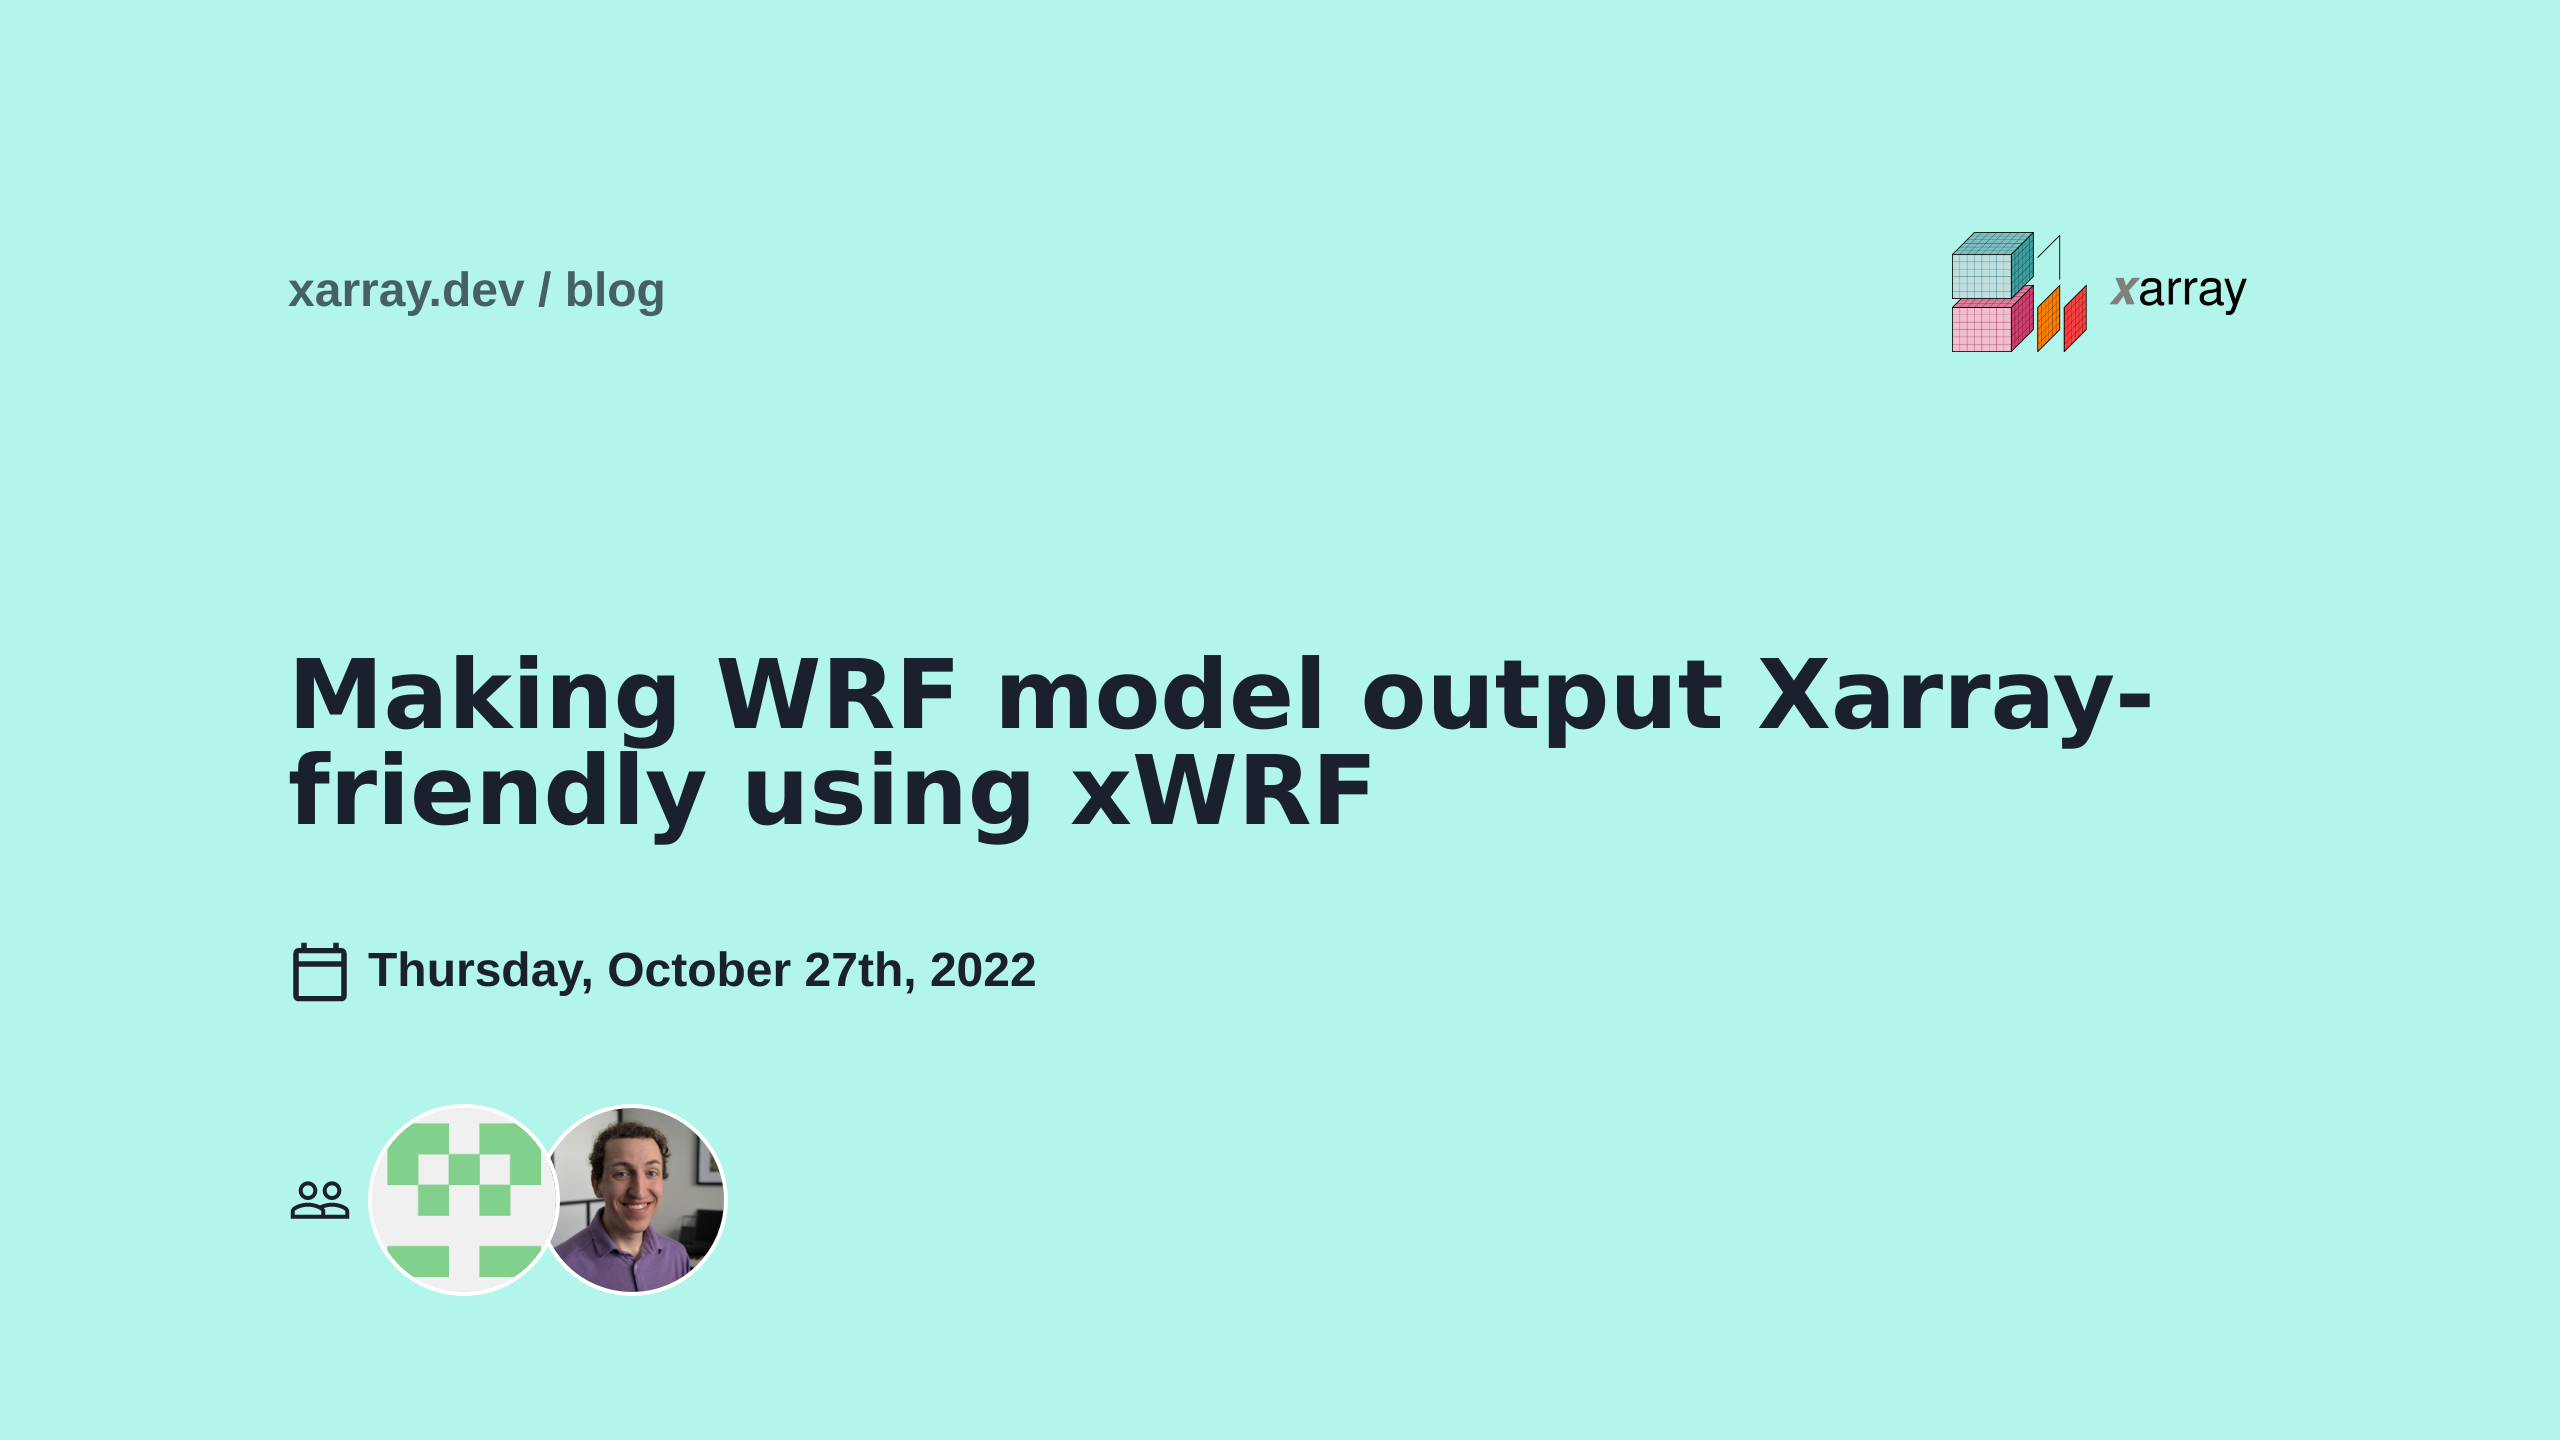 xarray.dev / blog
xarray
Making WRF model output Xarray-
friendly using xWRF
Thursday, October 27th, 2022